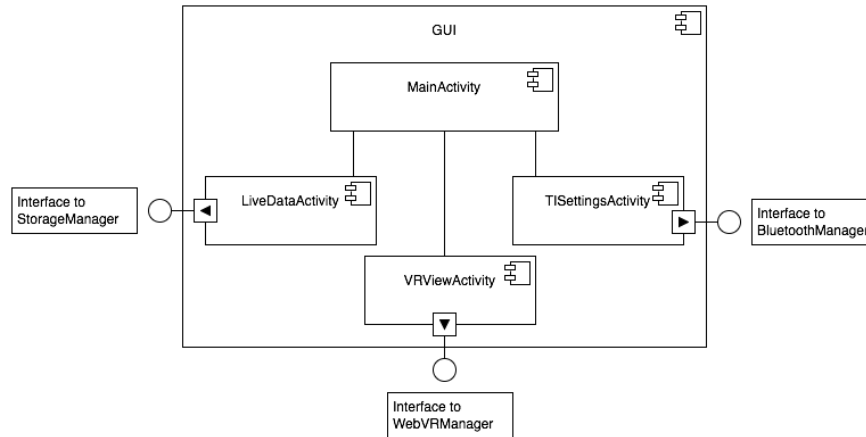 GUI
MainActivity
LiveDataActivity
TISettingsActivity
Interface to
StorageManager
Interface to
BluetoothManager
VRViewActivity
Interface to
WebVRManager